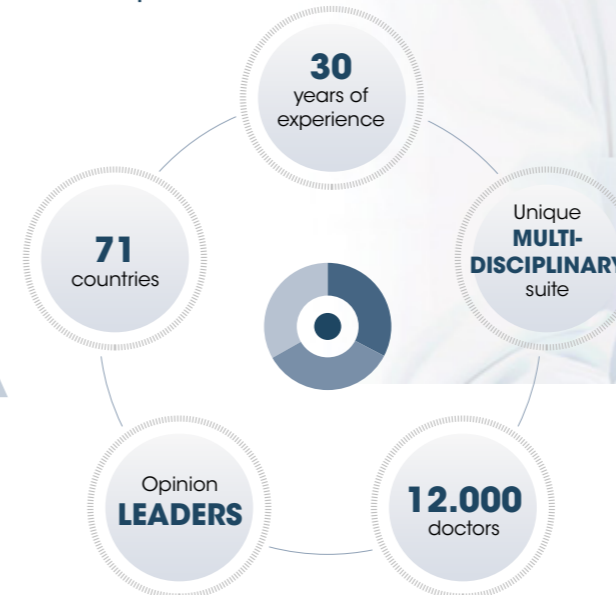 30
years of
experience
71
countries
Unique
MULTI-
DISCIPLINARY
suite
Opinion
LEADERS
12.000
doctors